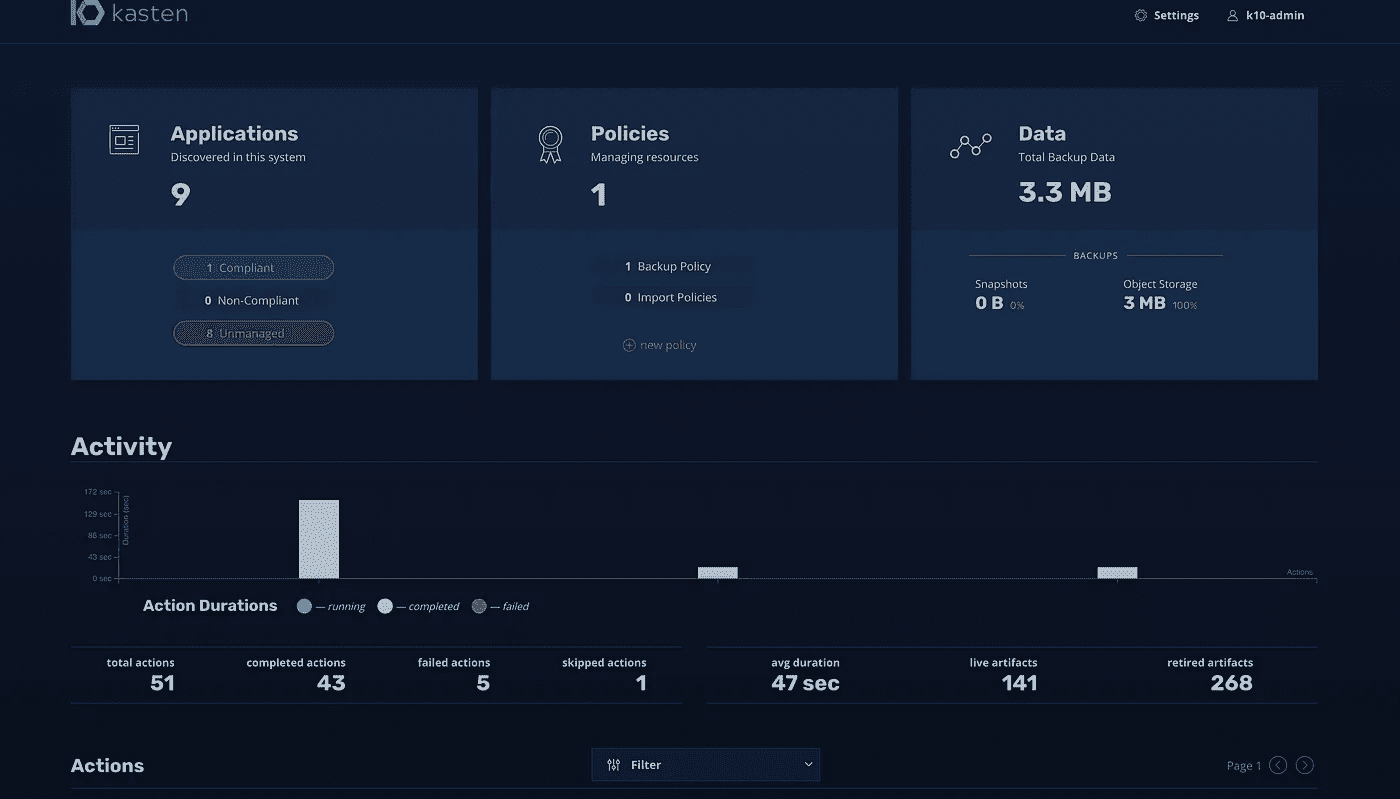 kasten
Settings k10-admin
Applications
Discovered in this system
9
1 Compliant
0 Non-Compliant
8 Unmanaged
Policies
Managing resources
1
1 Backup Policy
0 Import Policies
new policy
Data
Total Backup Data
3.3 MB
BACKUPS
Snapshots
0 B 0%
Object Storage
3 MB 100%
Activity
172 sec
129 sec
86 sec
43 sec
0 sec
Duration (sec)
Actions
Action Durations — running — completed — failed
total actions completed actions failed actions skipped actions
51 43 5 1
avg duration live artifacts retired artifacts
47 sec 141 268
Actions
Filter
Page 1